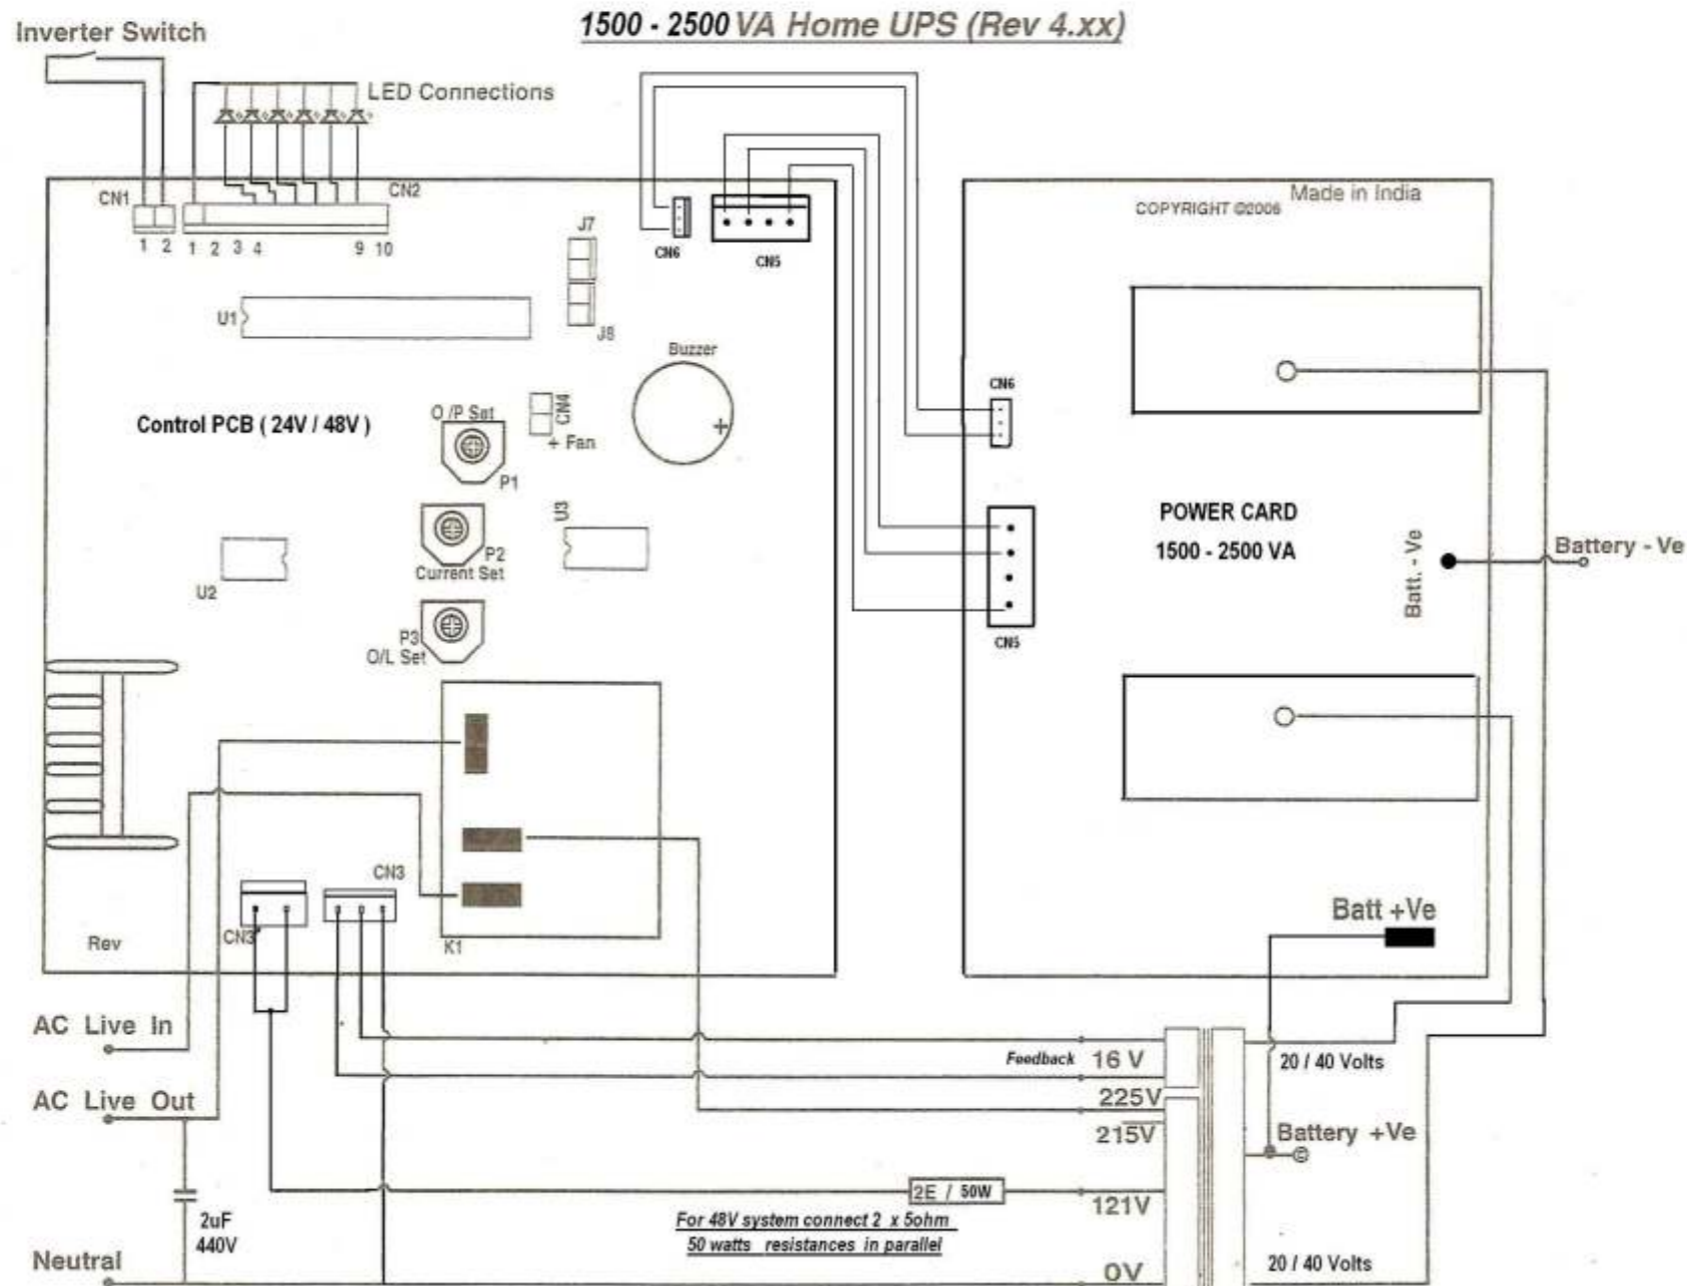 1500 - 2500 VA Home UPS (Rev 4.xx)
Inverter Switch
LED Connections
CN1
CN2
1 2 1 2 3 4 9 10
J7
CN6
CN5
J8
U1
Buzzer
+
Control PCB ( 24V / 48V )
O /P Set
CN4
+ Fan
P1
P2
Current Set
U3
U2
P3
O/L Set
CN3
CN3
K1
Rev
COPYRIGHT ©2006
Made in India
CN6
POWER CARD
1500 - 2500 VA
Batt. - Ve
Battery - Ve
CN5
Batt +Ve
AC Live In
AC Live Out
Feedback
16 V
225V
215V
20 / 40 Volts
Battery +Ve
©
2E / 50W
121V
2uF
440V
For 48V system connect 2 x 5ohm
50 watts resistances in parallel
Neutral
0V
20 / 40 Volts